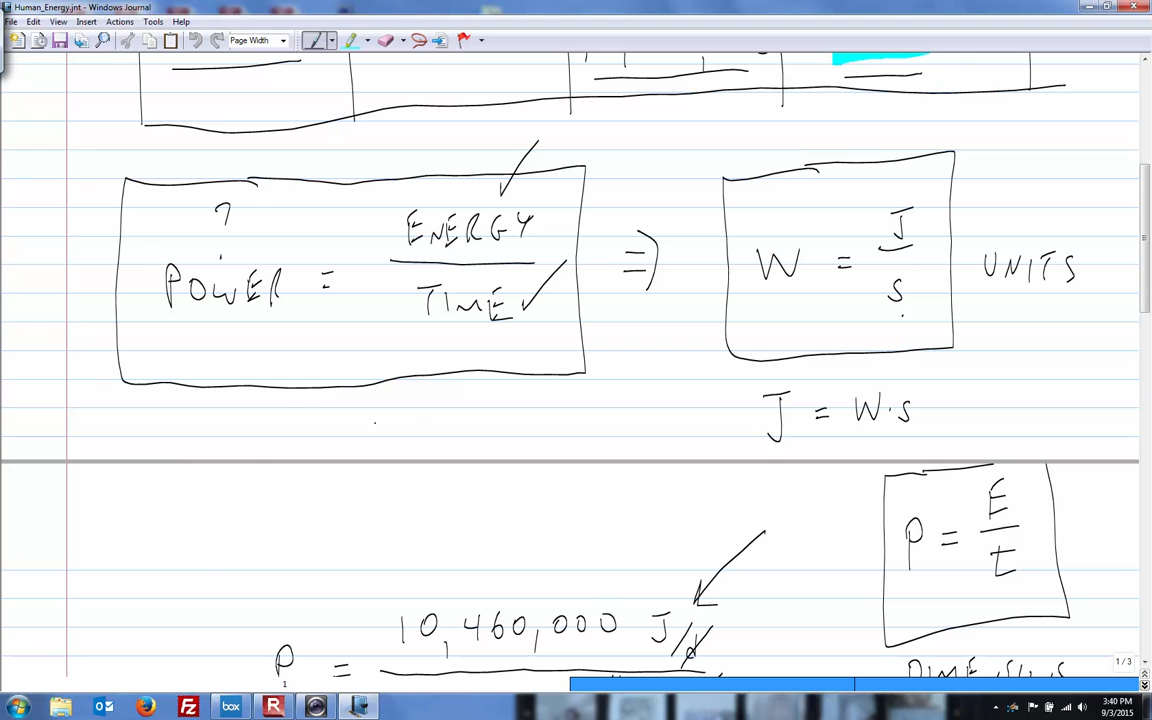 Human_Energy.jnt - Windows Journal
File Edit View Insert Actions Tools Help
Page Width
?
POWER = ENERGY / TIME
⇒
W = J / S
UNITS
J = W·S
P = E / t
10,460,000 J/d
P =
1/3
3:40 PM
9/3/2015